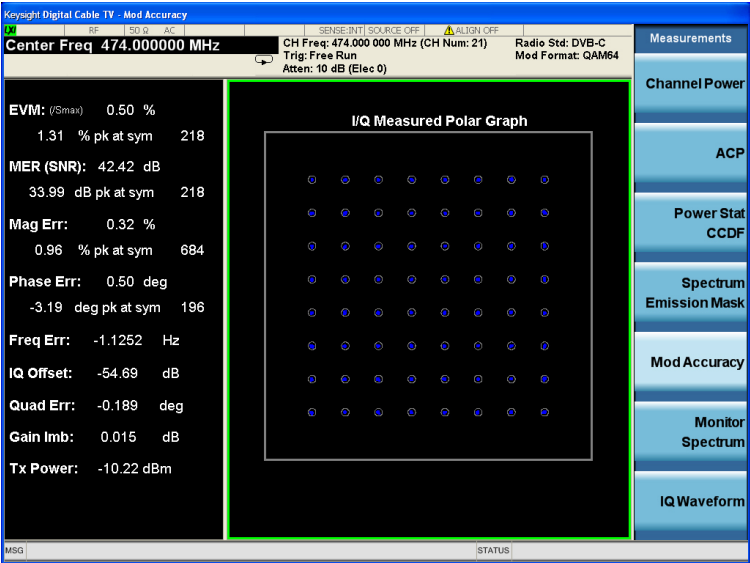 Keysight Digital Cable TV - Mod Accuracy
LXI RF 50 Ω AC SENSE:INT SOURCE OFF ALIGN OFF
Center Freq 474.000000 MHz
CH Freq: 474.000 000 MHz (CH Num: 21) Radio Std: DVB-C
Trig: Free Run Mod Format: QAM64
Atten: 10 dB (Elec 0)
EVM: (/Smax) 0.50 %
1.31 % pk at sym 218
MER (SNR): 42.42 dB
33.99 dB pk at sym 218
Mag Err: 0.32 %
0.96 % pk at sym 684
Phase Err: 0.50 deg
-3.19 deg pk at sym 196
Freq Err: -1.1252 Hz
IQ Offset: -54.69 dB
Quad Err: -0.189 deg
Gain Imb: 0.015 dB
Tx Power: -10.22 dBm
I/Q Measured Polar Graph
Measurements
Channel Power
ACP
Power Stat
CCDF
Spectrum
Emission Mask
Mod Accuracy
Monitor
Spectrum
IQ Waveform
MSG STATUS